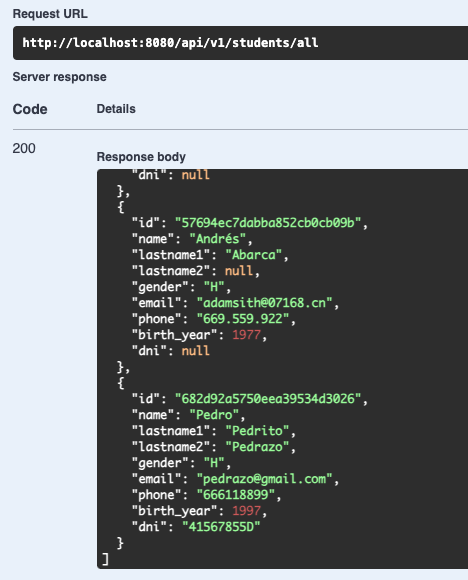 Request URL
http://localhost:8080/api/v1/students/all
Server response
Code Details
200
Response body
"dni": null
},
{
"id": "57694ec7dabba852cb0cb09b",
"name": "Andrés",
"lastname1": "Abarca",
"lastname2": null,
"gender": "H",
"email": "adamsith@07168.cn",
"phone": "669.559.922",
"birth_year": 1977,
"dni": null
},
{
"id": "682d92a5750eea39534d3026",
"name": "Pedro",
"lastname1": "Pedrito",
"lastname2": "Pedrazo",
"gender": "H",
"email": "pedrazo@gmail.com",
"phone": "666118899",
"birth_year": 1997,
"dni": "41567855D"
}
]